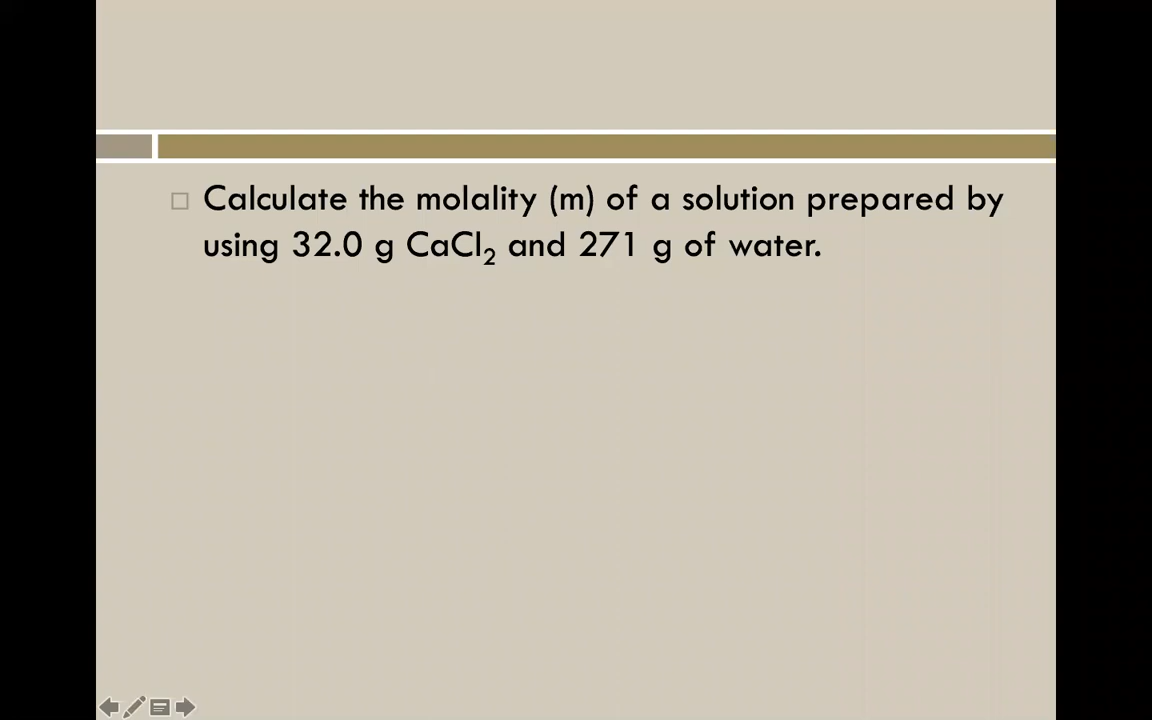 Calculate the molality (m) of a solution prepared by
using 32.0 g CaCl₂ and 271 g of water.